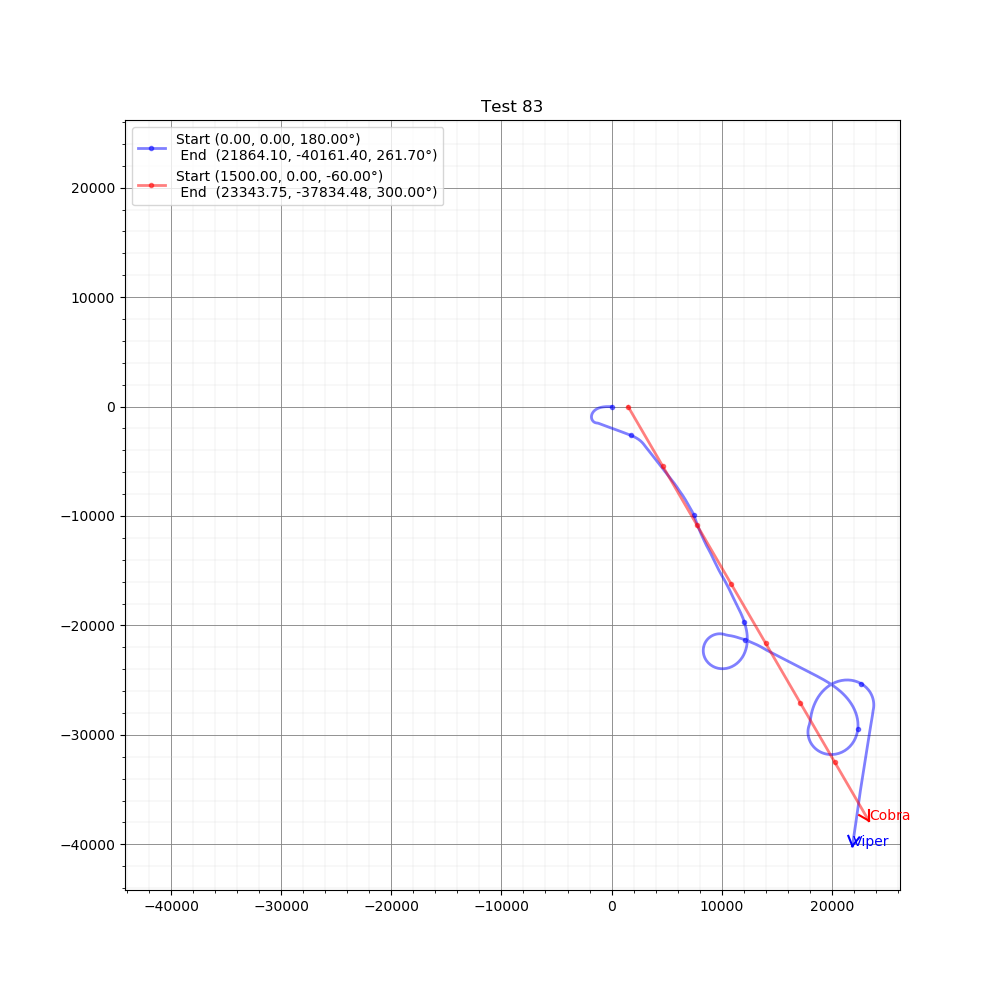 Test 83
Start (0.00, 0.00, 180.00°)
End (21864.10, -40161.40, 261.70°)
Start (1500.00, 0.00, -60.00°)
End (23343.75, -37834.48, 300.00°)
20000
10000
0
−10000
−20000
−30000
−40000
Cobra
Viper
−40000 −30000 −20000 −10000 0 10000 20000